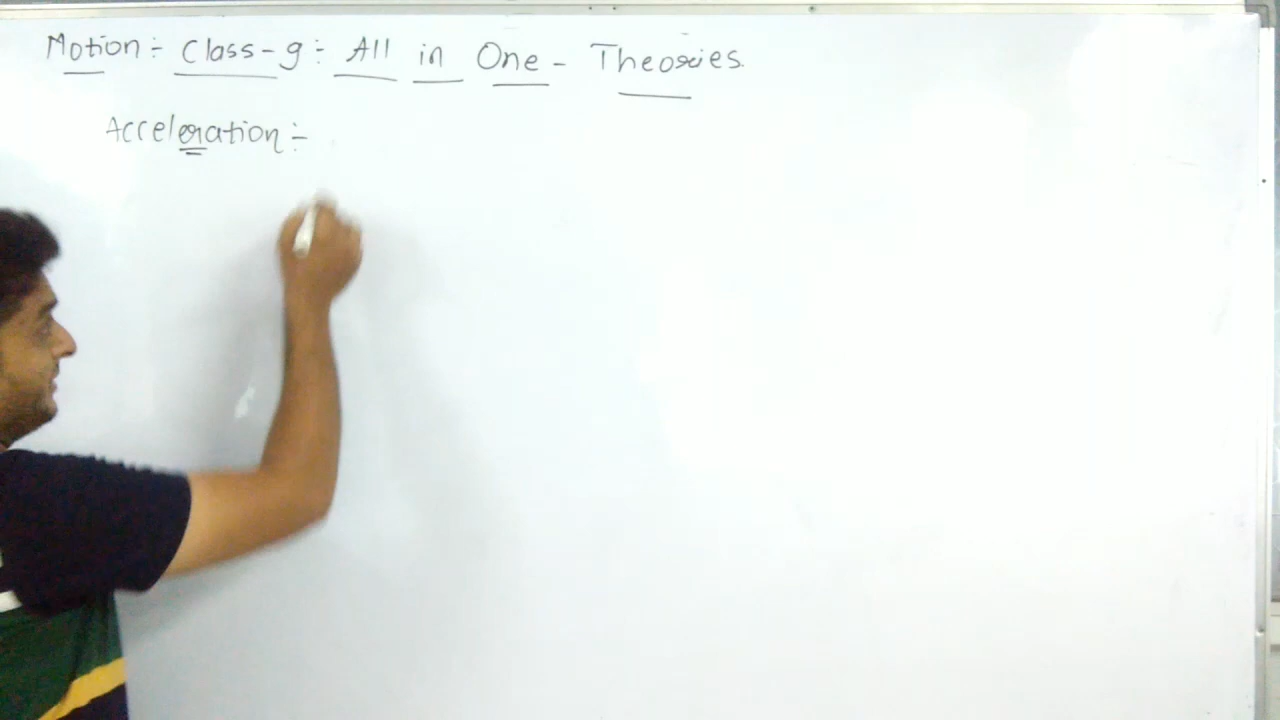 Motion:- Class-9:- All in One - Theories.
Acceleration:-